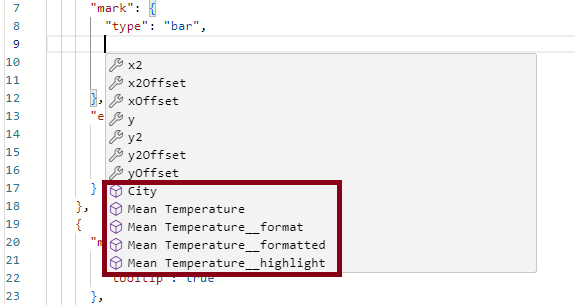 7 "mark": {
8 "type": "bar",
9
10 x2
11 x2Offset
12 }, xOffset
13 "e y
14 y2
15 y2Offset
16 yOffset
17 } City
18 }, Mean Temperature
19 { Mean Temperature__format
20 "m Mean Temperature__formatted
21 Mean Temperature__highlight
22 "tooltip": true
23 },